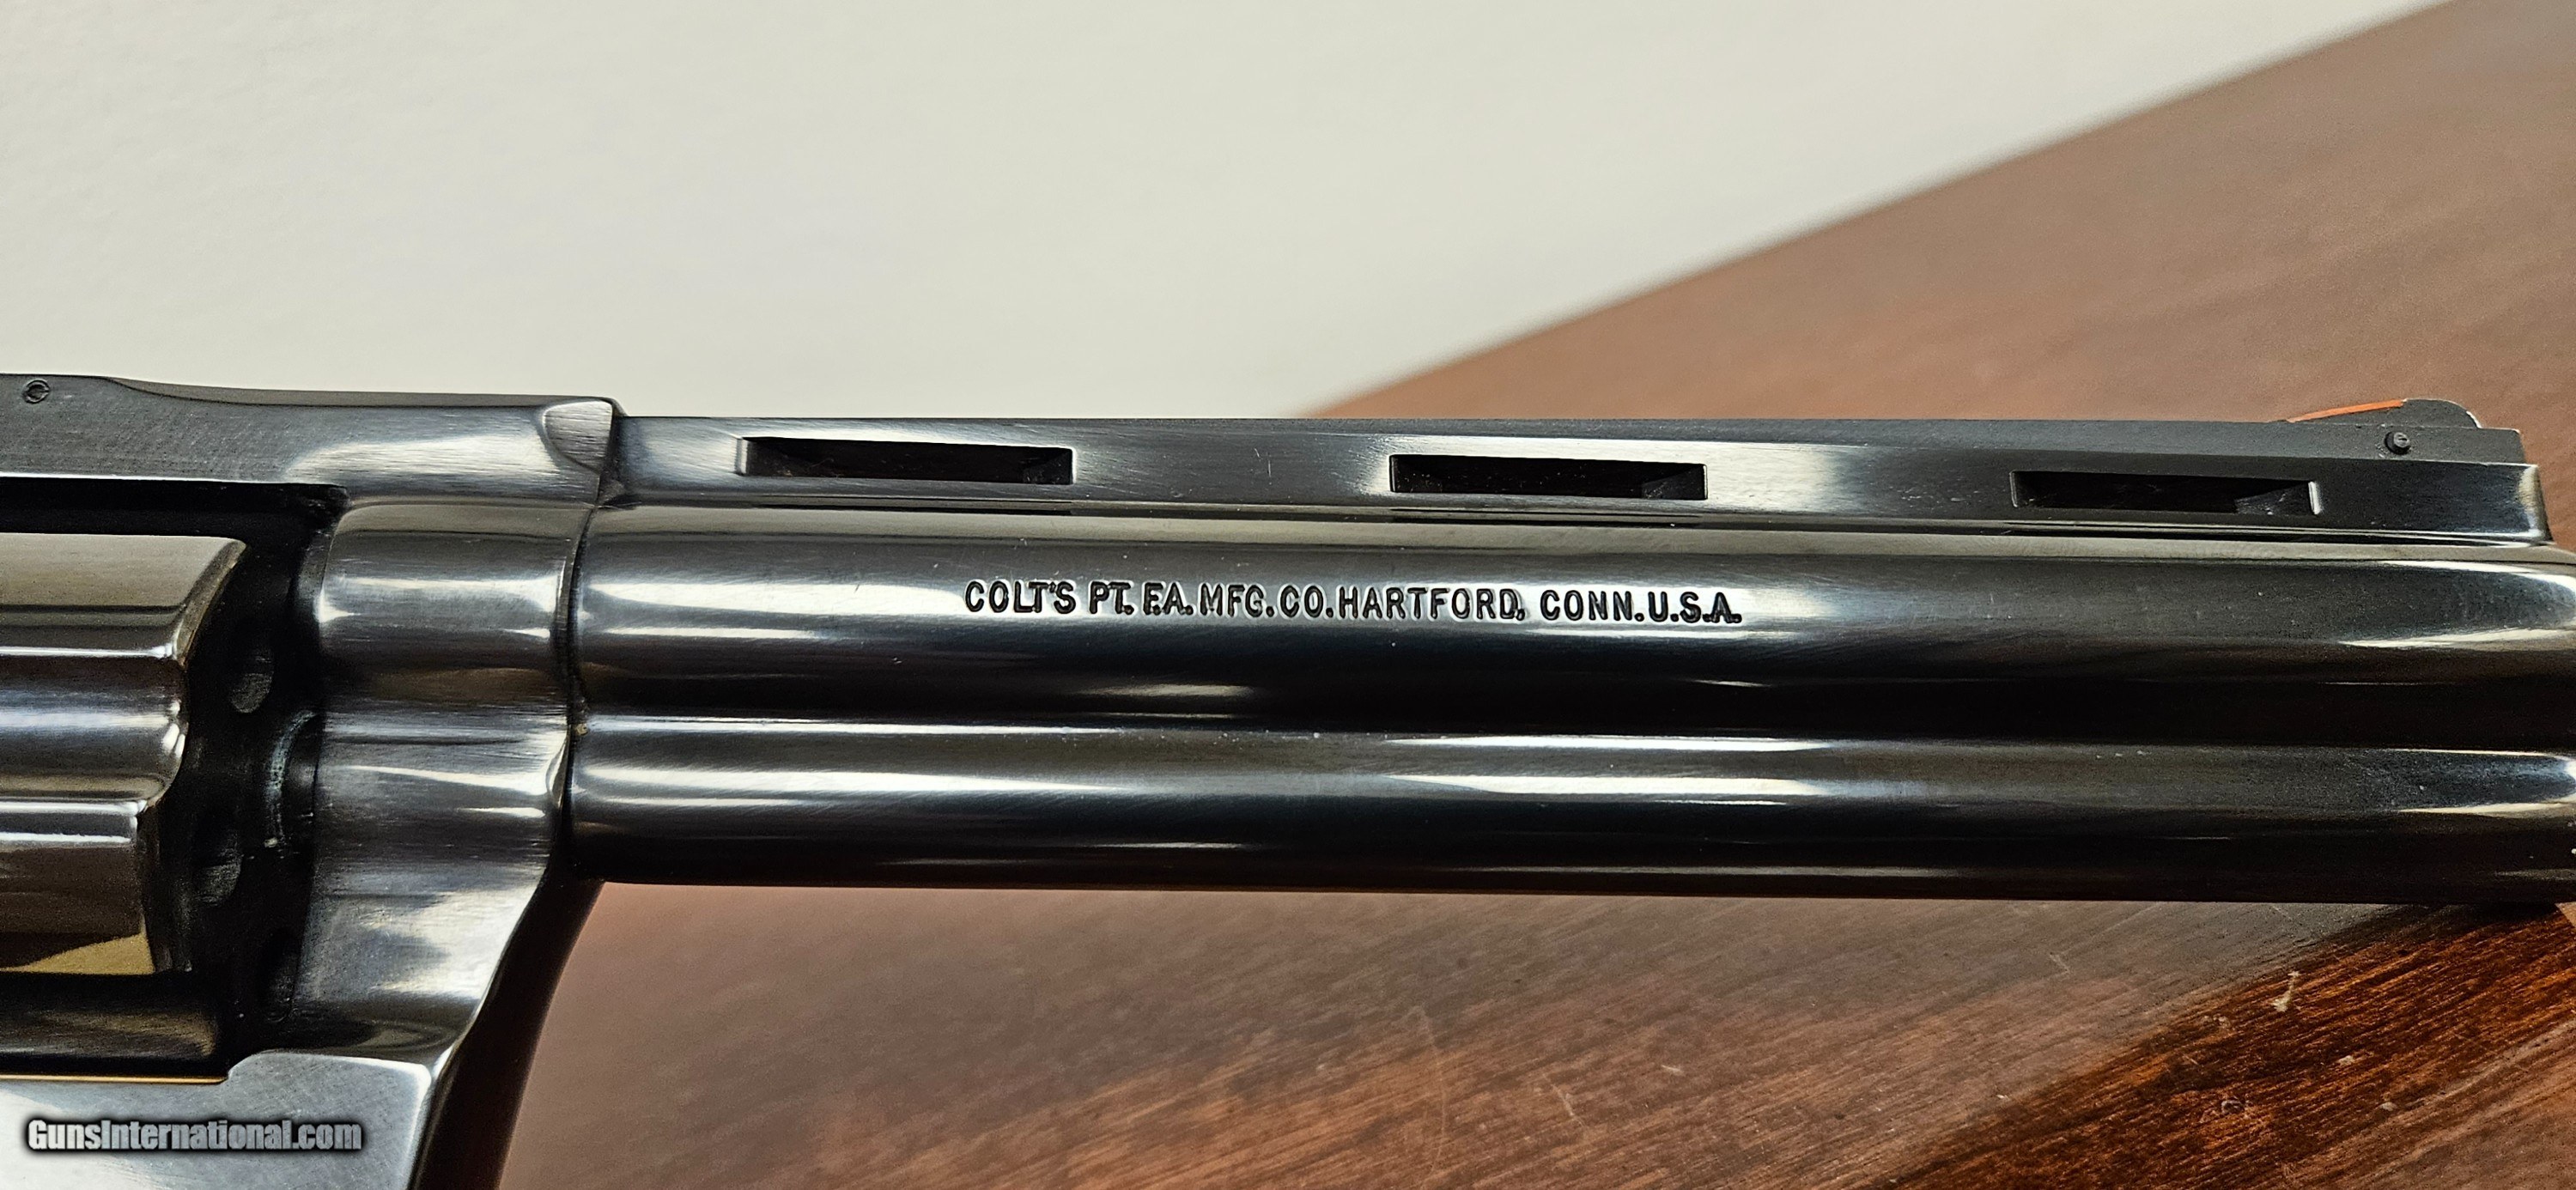 COLT'S PT. F.A. MFG. CO. HARTFORD, CONN. U.S.A.
GunsInternational.com